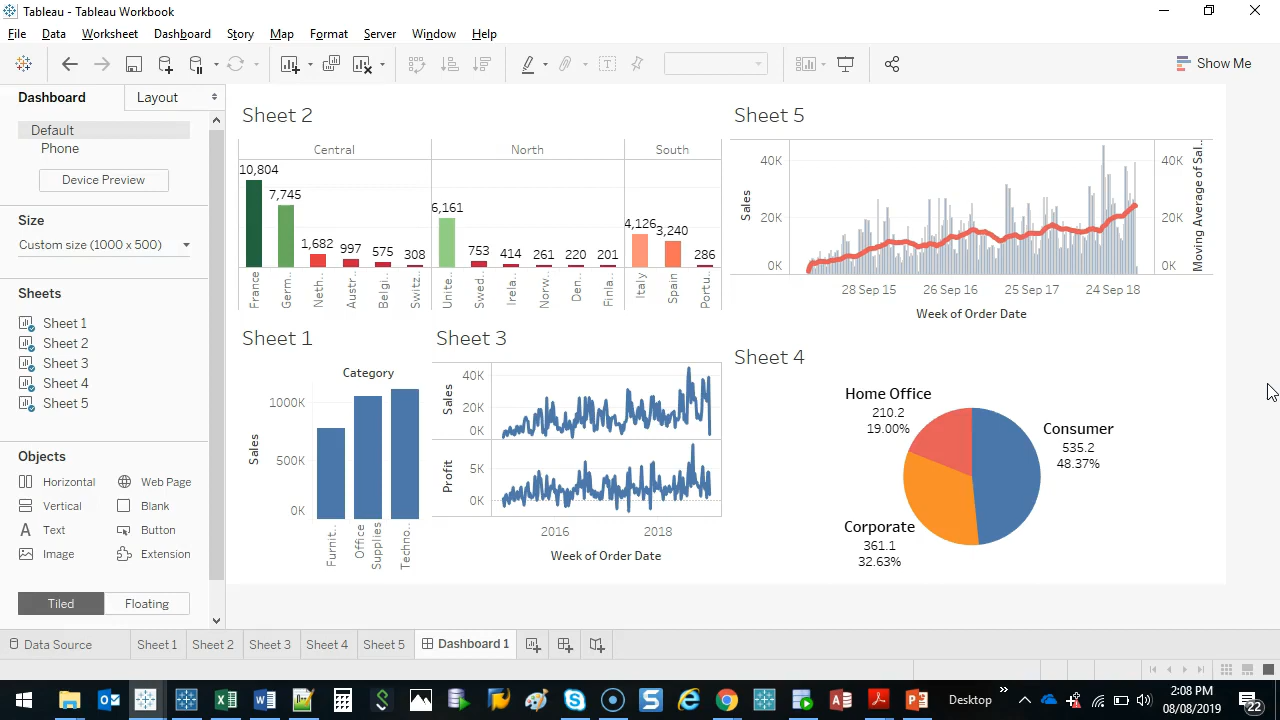 Tableau - Tableau Workbook
File Data Worksheet Dashboard Story Map Format Server Window Help
Show Me
Dashboard Layout
Default
Phone
Device Preview
Size
Custom size (1000 x 500)
Sheets
Sheet 1
Sheet 2
Sheet 3
Sheet 4
Sheet 5
Objects
Horizontal Web Page
Vertical Blank
Text Button
Image Extension
Tiled Floating
Sheet 2
Central North South
10,804
7,745
1,682
997
575
308
6,161
753
414
261
220
201
4,126
3,240
286
France
Germ..
Neth..
Austr..
Belgi..
Switz..
Unite..
Swed..
Irela..
Norw..
Den..
Finla..
Italy
Spain
Portu..
Sheet 5
Sales
40K
20K
0K
40K
20K
0K
Moving Average of Sal..
28 Sep 15 26 Sep 16 25 Sep 17 24 Sep 18
Week of Order Date
Sheet 1
Category
Sales
1000K
500K
0K
Furnit..
Office
Supplies
Techno..
Sheet 3
Sales
40K
20K
0K
Profit
5K
0K
2016 2018
Week of Order Date
Sheet 4
Home Office
210.2
19.00%
Consumer
535.2
48.37%
Corporate
361.1
32.63%
Data Source Sheet 1 Sheet 2 Sheet 3 Sheet 4 Sheet 5 Dashboard 1
Desktop
2:08 PM
08/08/2019
22